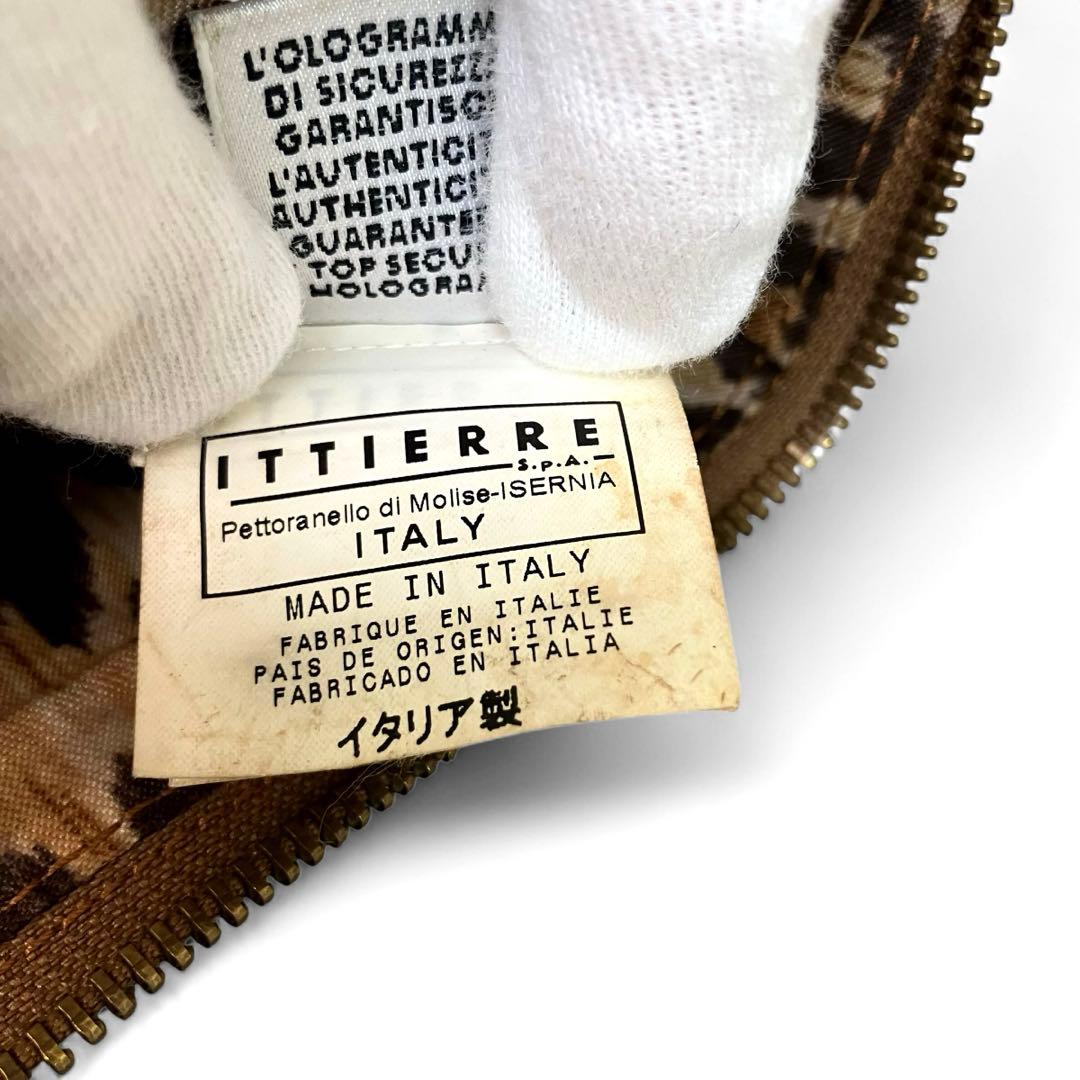 L'OLOGRAMM
DI SICUREZZ
GARANTISC
L'AUTENTICIT
AUTHENTICI
GUARANTE
TOP SECU
HOLOGRA
ITTIERRE
S.p.A.
Pettoranello di Molise-ISERNIA
ITALY
MADE IN ITALY
FABRIQUE EN ITALIE
PAIS DE ORIGEN:ITALIE
FABRICADO EN ITALIA
イタリア製